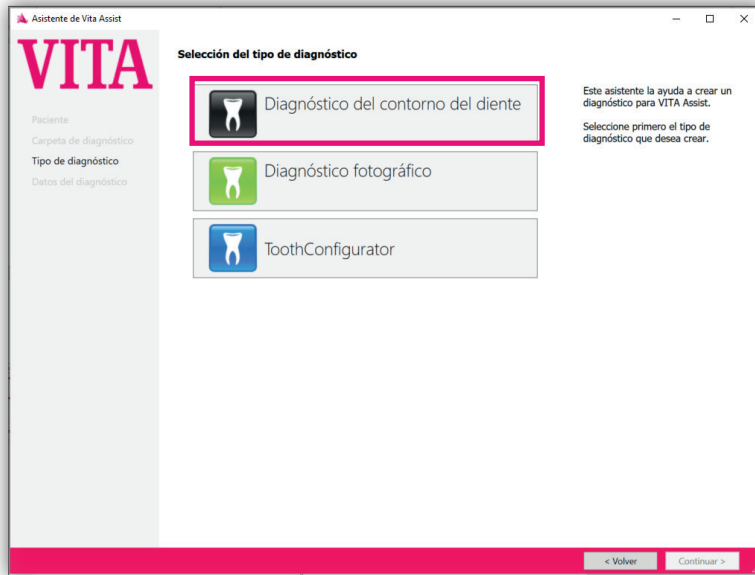 Asistente de Vita Assist
VITA
Paciente
Carpeta de diagnóstico
Tipo de diagnóstico
Datos del diagnóstico
Selección del tipo de diagnóstico
Diagnóstico del contorno del diente
Diagnóstico fotográfico
ToothConfigurator
Este asistente la ayuda a crear un
diagnóstico para VITA Assist.
Seleccione primero el tipo de
diagnóstico que desea crear.
< Volver
Continuar >